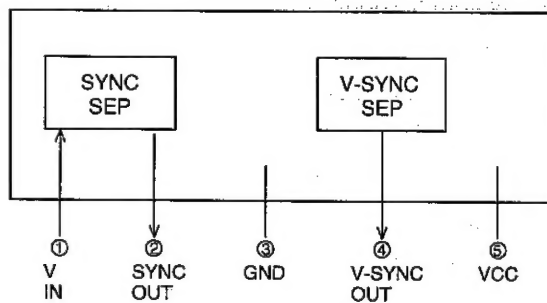 SYNC
SEP
V-SYNC
SEP
① ② ③ ④ ⑤
V SYNC GND V-SYNC VCC
IN OUT OUT